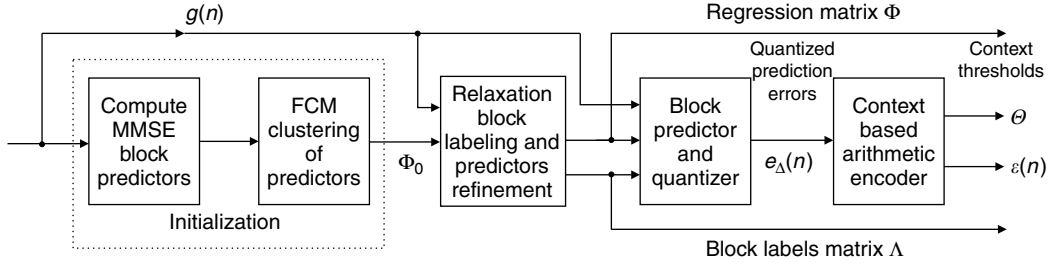 g(n)
Regression matrix Φ
Quantized
prediction
errors
Context
thresholds
Compute
MMSE
block
predictors
FCM
clustering
of
predictors
Initialization
Φ0
Relaxation
block
labeling and
predictors
refinement
Block
predictor
and
quantizer
eΔ(n)
Context
based
arithmetic
encoder
Θ
ε(n)
Block labels matrix Λ